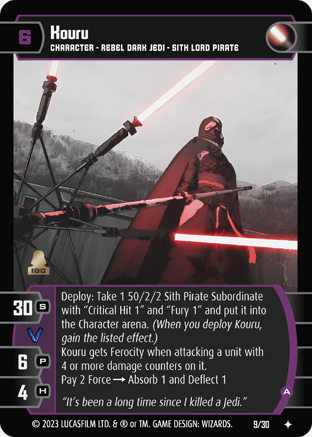 6
Kouru
CHARACTER - REBEL DARK JEDI - SITH LORD PIRATE
100
30 S
V
6 P
4 H
Deploy: Take 1 50/2/2 Sith Pirate Subordinate
with “Critical Hit 1” and “Fury 1” and put it into
the Character arena. (When you deploy Kouru,
gain the listed effect.)
Kouru gets Ferocity when attacking a unit with
4 or more damage counters on it.
Pay 2 Force → Absorb 1 and Deflect 1
“It’s been a long time since I killed a Jedi.”
A
© 2023 LUCASFILM LTD. & ® or TM. GAME DESIGN: WIZARDS.
9/30